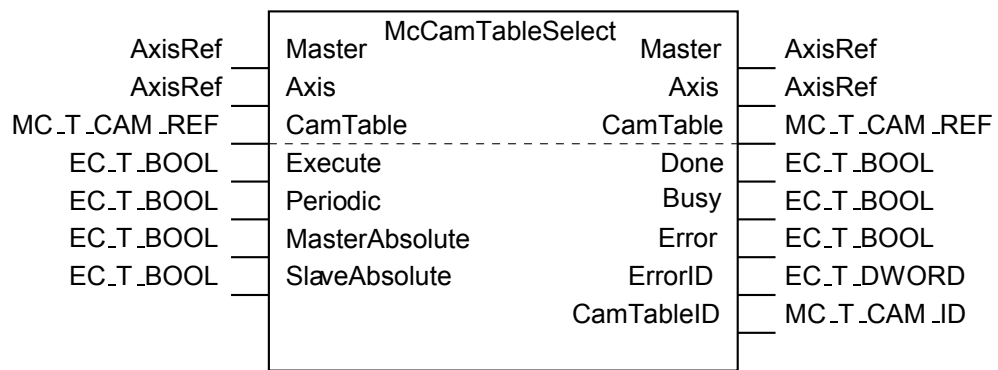 McCamTableSelect
AxisRef Master Master AxisRef
AxisRef Axis Axis AxisRef
MC_T_CAM_REF CamTable CamTable MC_T_CAM_REF
EC_T_BOOL Execute Done EC_T_BOOL
EC_T_BOOL Periodic Busy EC_T_BOOL
EC_T_BOOL MasterAbsolute Error EC_T_BOOL
EC_T_BOOL SlaveAbsolute ErrorID EC_T_DWORD
CamTableID MC_T_CAM_ID